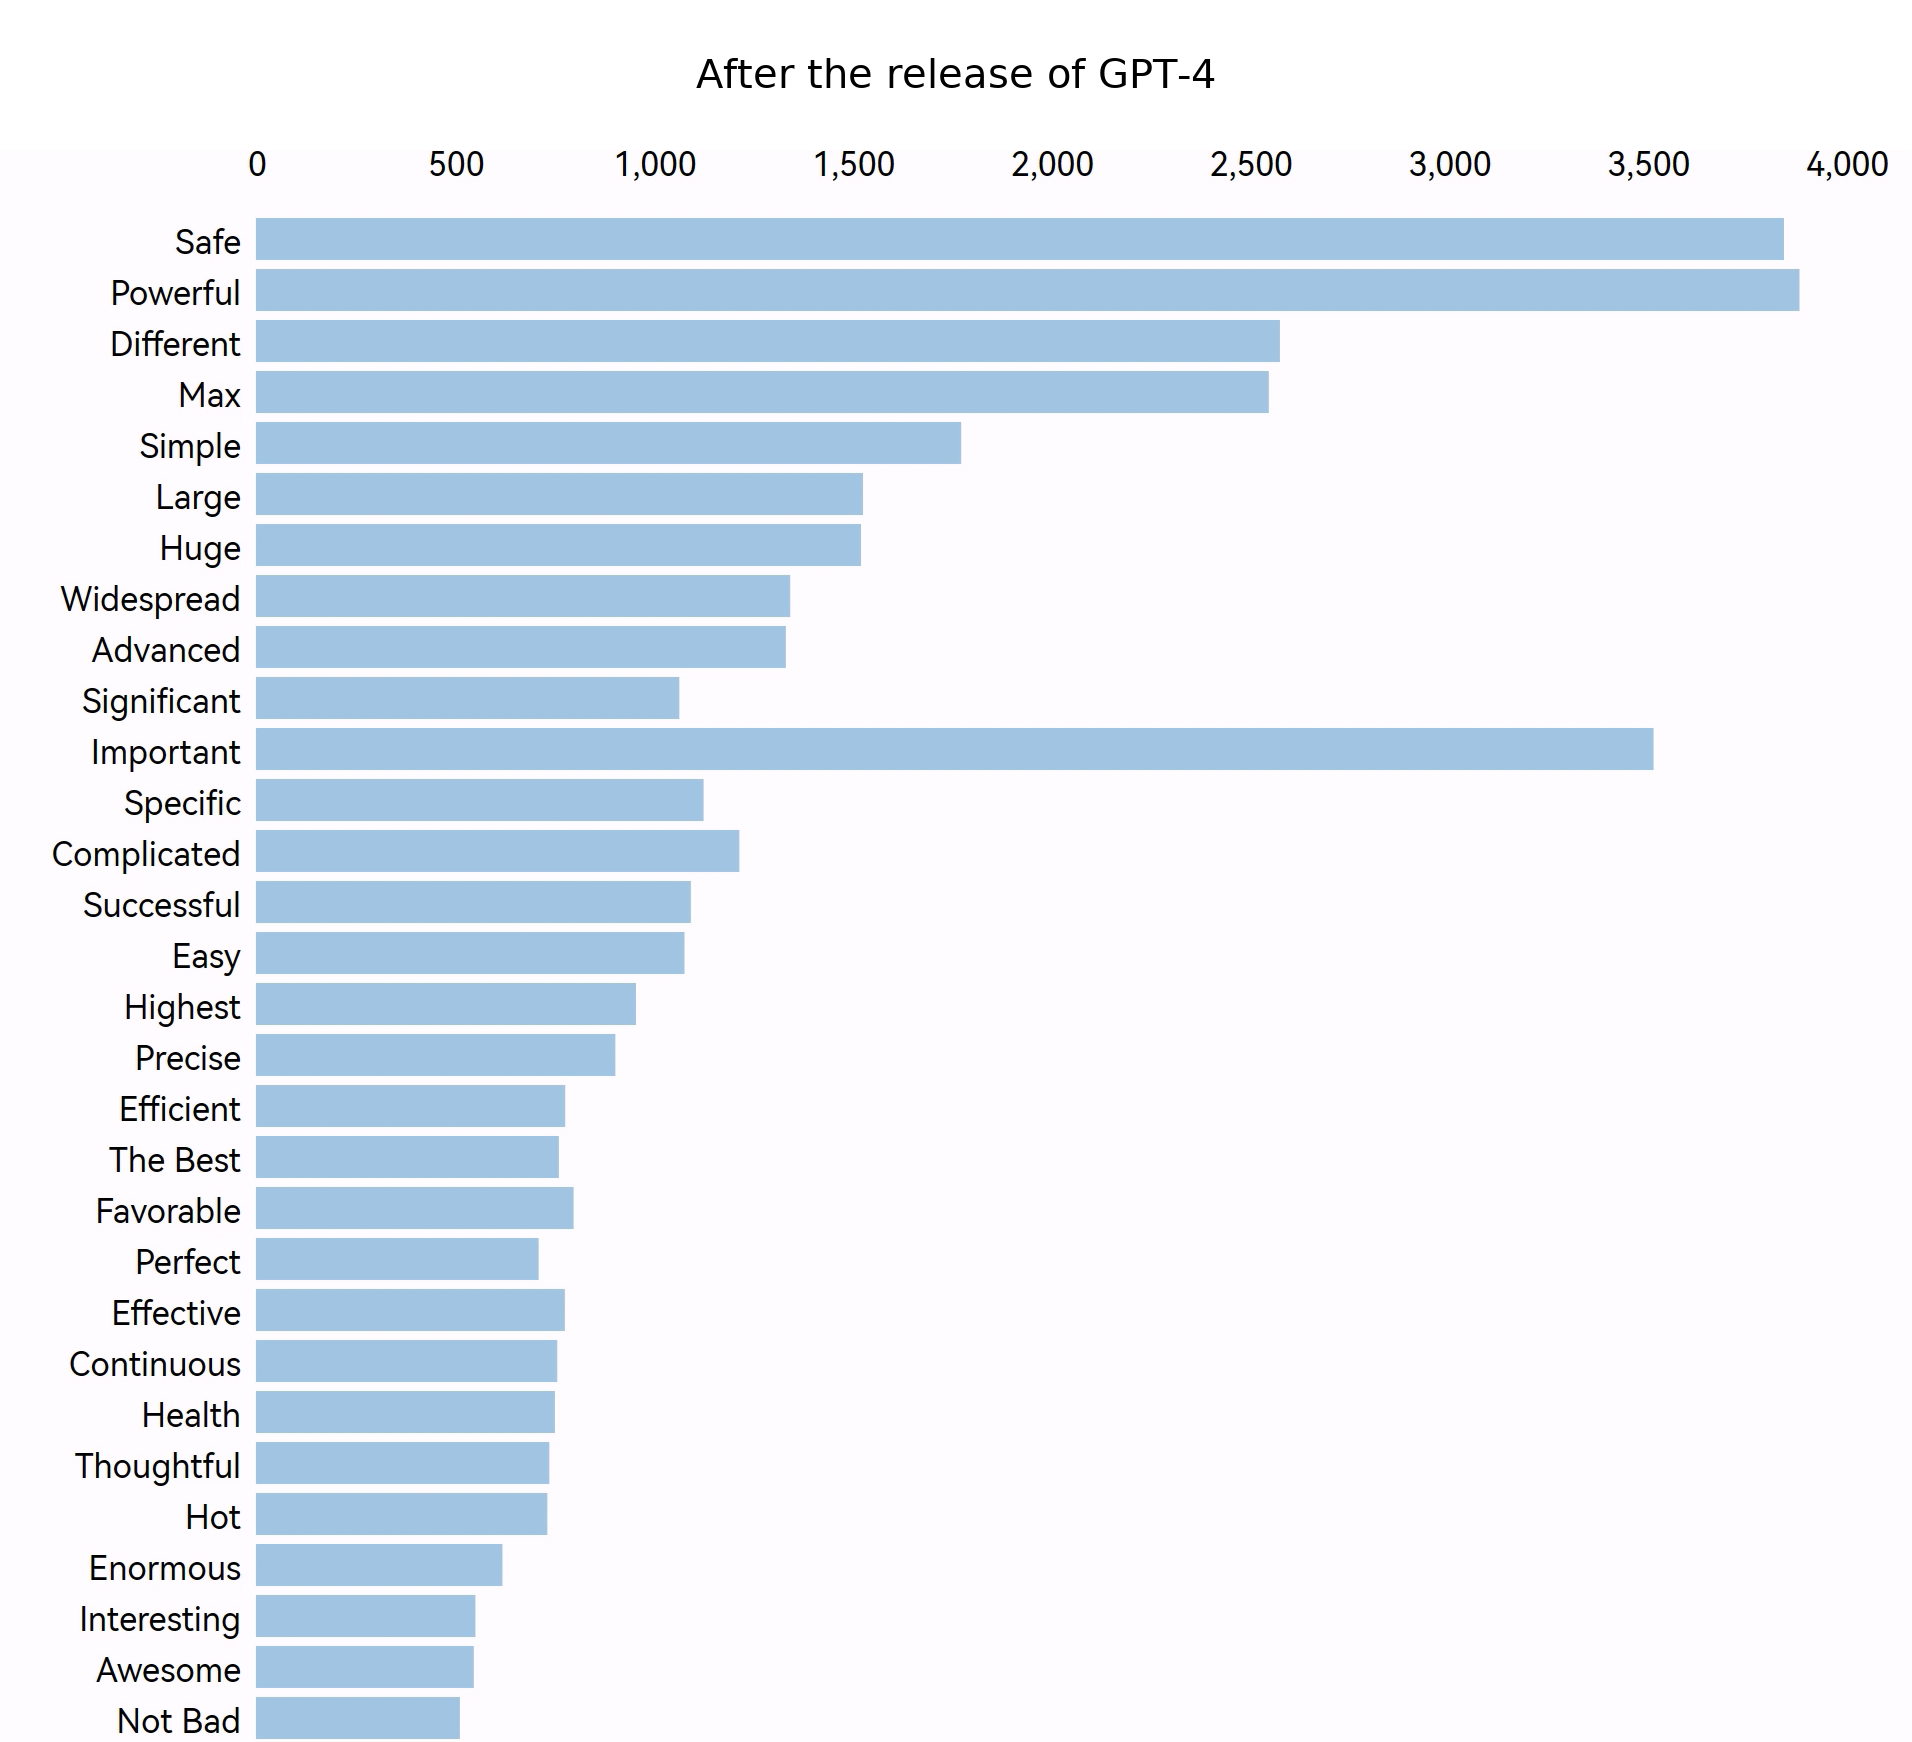 After the release of GPT-4
0 500 1,000 1,500 2,000 2,500 3,000 3,500 4,000
Safe
Powerful
Different
Max
Simple
Large
Huge
Widespread
Advanced
Significant
Important
Specific
Complicated
Successful
Easy
Highest
Precise
Efficient
The Best
Favorable
Perfect
Effective
Continuous
Health
Thoughtful
Hot
Enormous
Interesting
Awesome
Not Bad